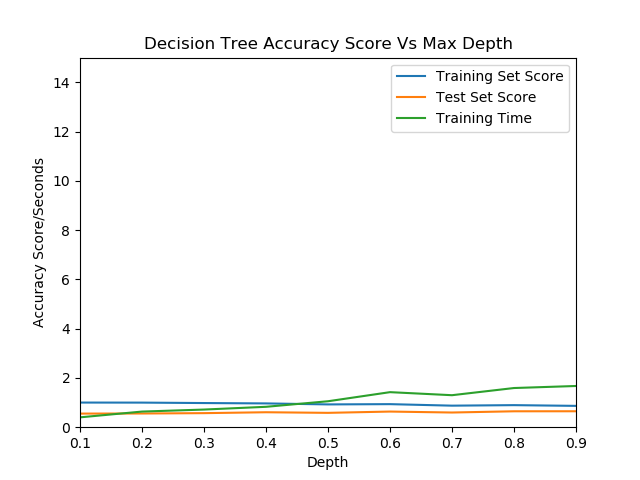 Decision Tree Accuracy Score Vs Max Depth
Training Set Score
Test Set Score
Training Time
Accuracy Score/Seconds
14
12
10
8
6
4
2
0
0.1 0.2 0.3 0.4 0.5 0.6 0.7 0.8 0.9
Depth